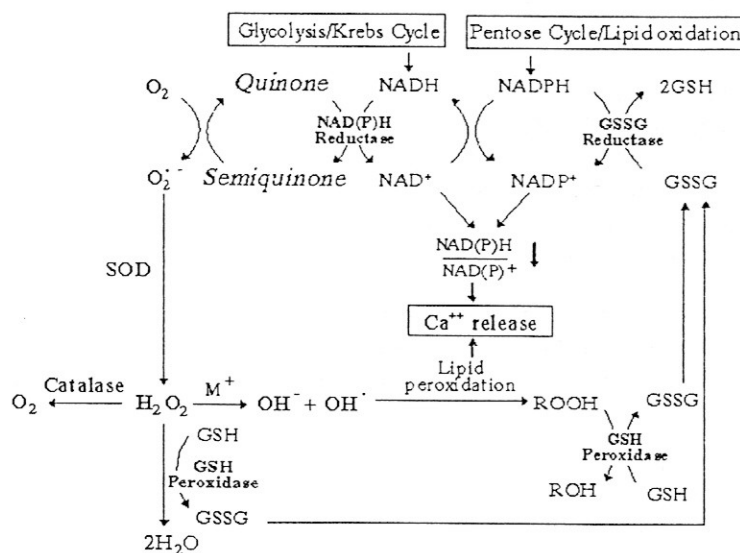 Glycolysis/Krebs Cycle
Pentose Cycle/Lipid oxidation
O₂
Quinone
NADH
NADPH
2GSH
NAD(P)H
Reductase
GSSG
Reductase
O₂·⁻
Semiquinone
NAD⁺
NADP⁺
GSSG
NAD(P)H
NAD(P)+
SOD
Ca⁺⁺ release
Lipid
peroxidation
O₂
Catalase
H₂O₂
M⁺
OH⁻ + OH·
ROOH
GSSG
GSH
GSH
Peroxidase
GSH
Peroxidase
ROH
GSH
GSSG
2H₂O